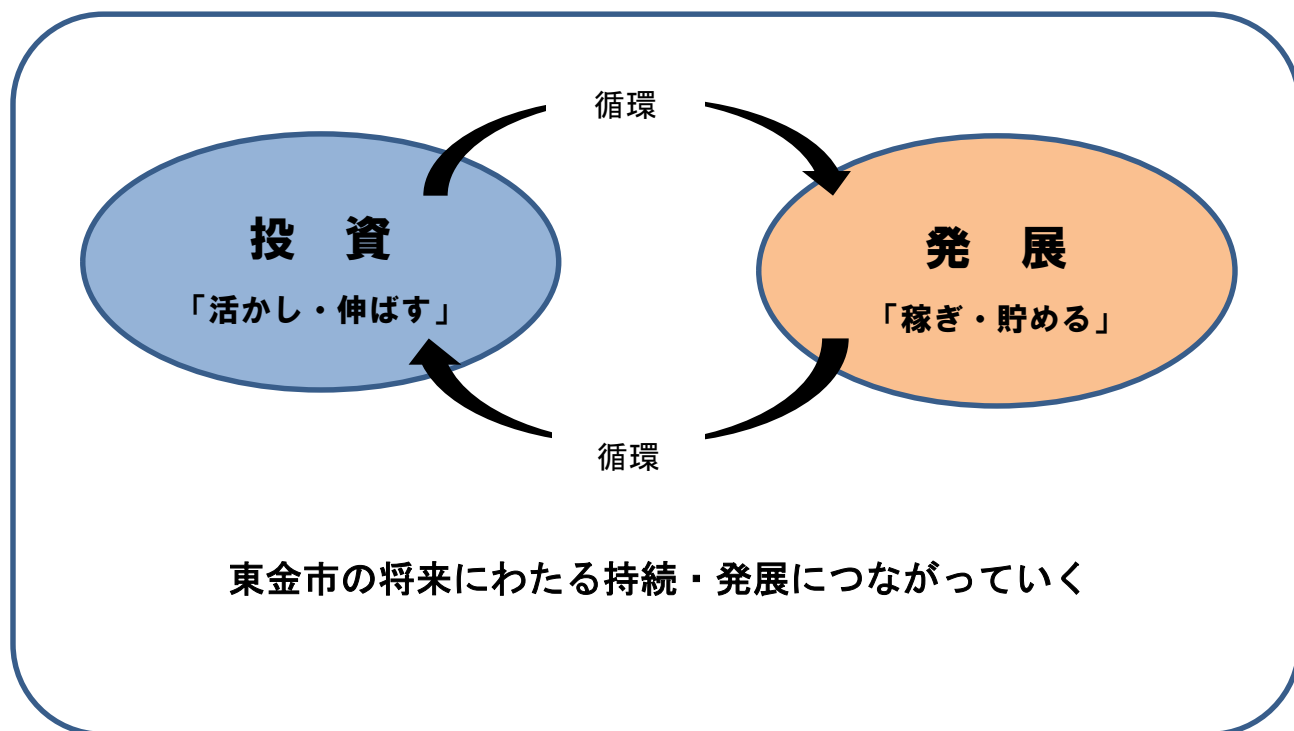 循環
投　資
「活かし・伸ばす」
発　展
「稼ぎ・貯める」
循環
東金市の将来にわたる持続・発展につながっていく